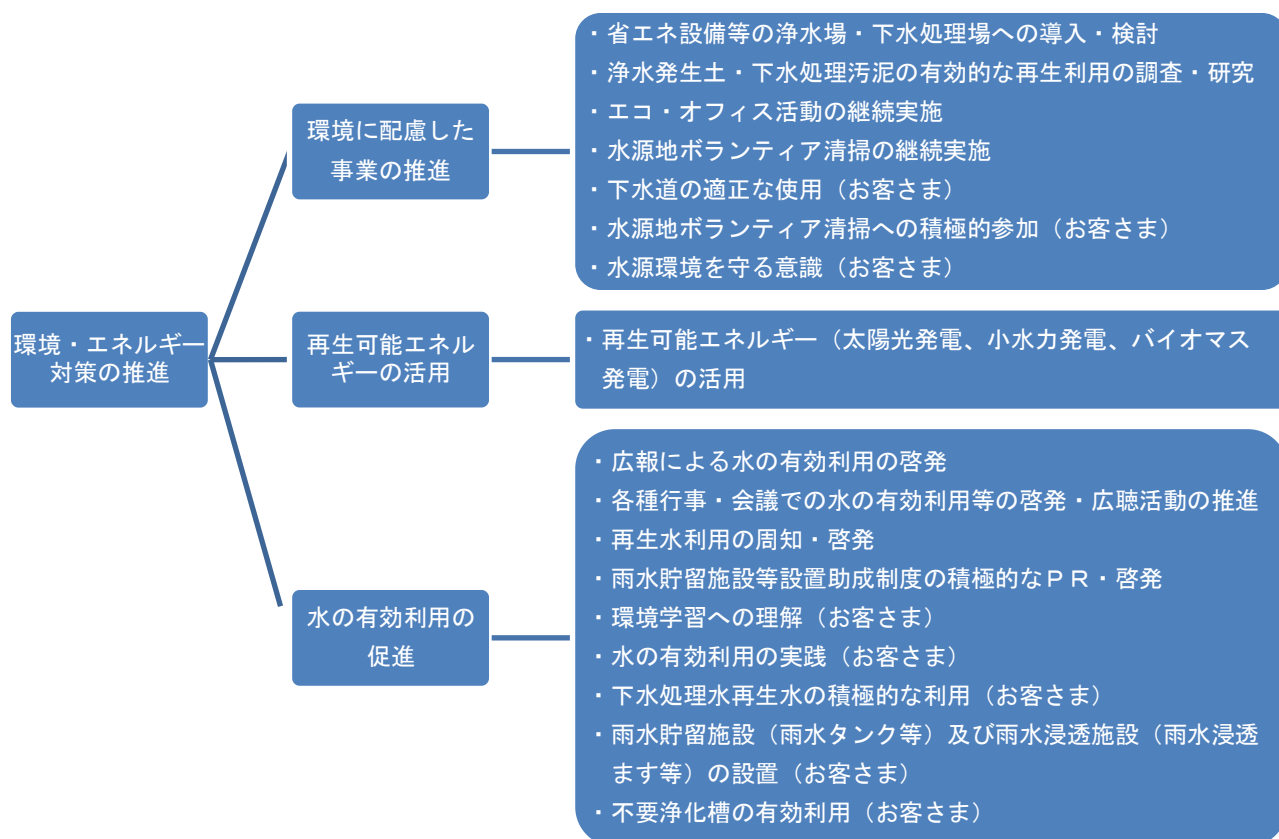 環境・エネルギー
対策の推進
環境に配慮した
事業の推進
・省エネ設備等の浄水場・下水処理場への導入・検討
・浄水発生土・下水処理汚泥の有効的な再生利用の調査・研究
・エコ・オフィス活動の継続実施
・水源地ボランティア清掃の継続実施
・下水道の適正な使用（お客さま）
・水源地ボランティア清掃への積極的参加（お客さま）
・水源環境を守る意識（お客さま）
再生可能エネル
ギーの活用
・再生可能エネルギー（太陽光発電、小水力発電、バイオマス
発電）の活用
水の有効利用の
促進
・広報による水の有効利用の啓発
・各種行事・会議での水の有効利用等の啓発・広聴活動の推進
・再生水利用の周知・啓発
・雨水貯留施設等設置助成制度の積極的なＰＲ・啓発
・環境学習への理解（お客さま）
・水の有効利用の実践（お客さま）
・下水処理水再生水の積極的な利用（お客さま）
・雨水貯留施設（雨水タンク等）及び雨水浸透施設（雨水浸透
ます等）の設置（お客さま）
・不要浄化槽の有効利用（お客さま）